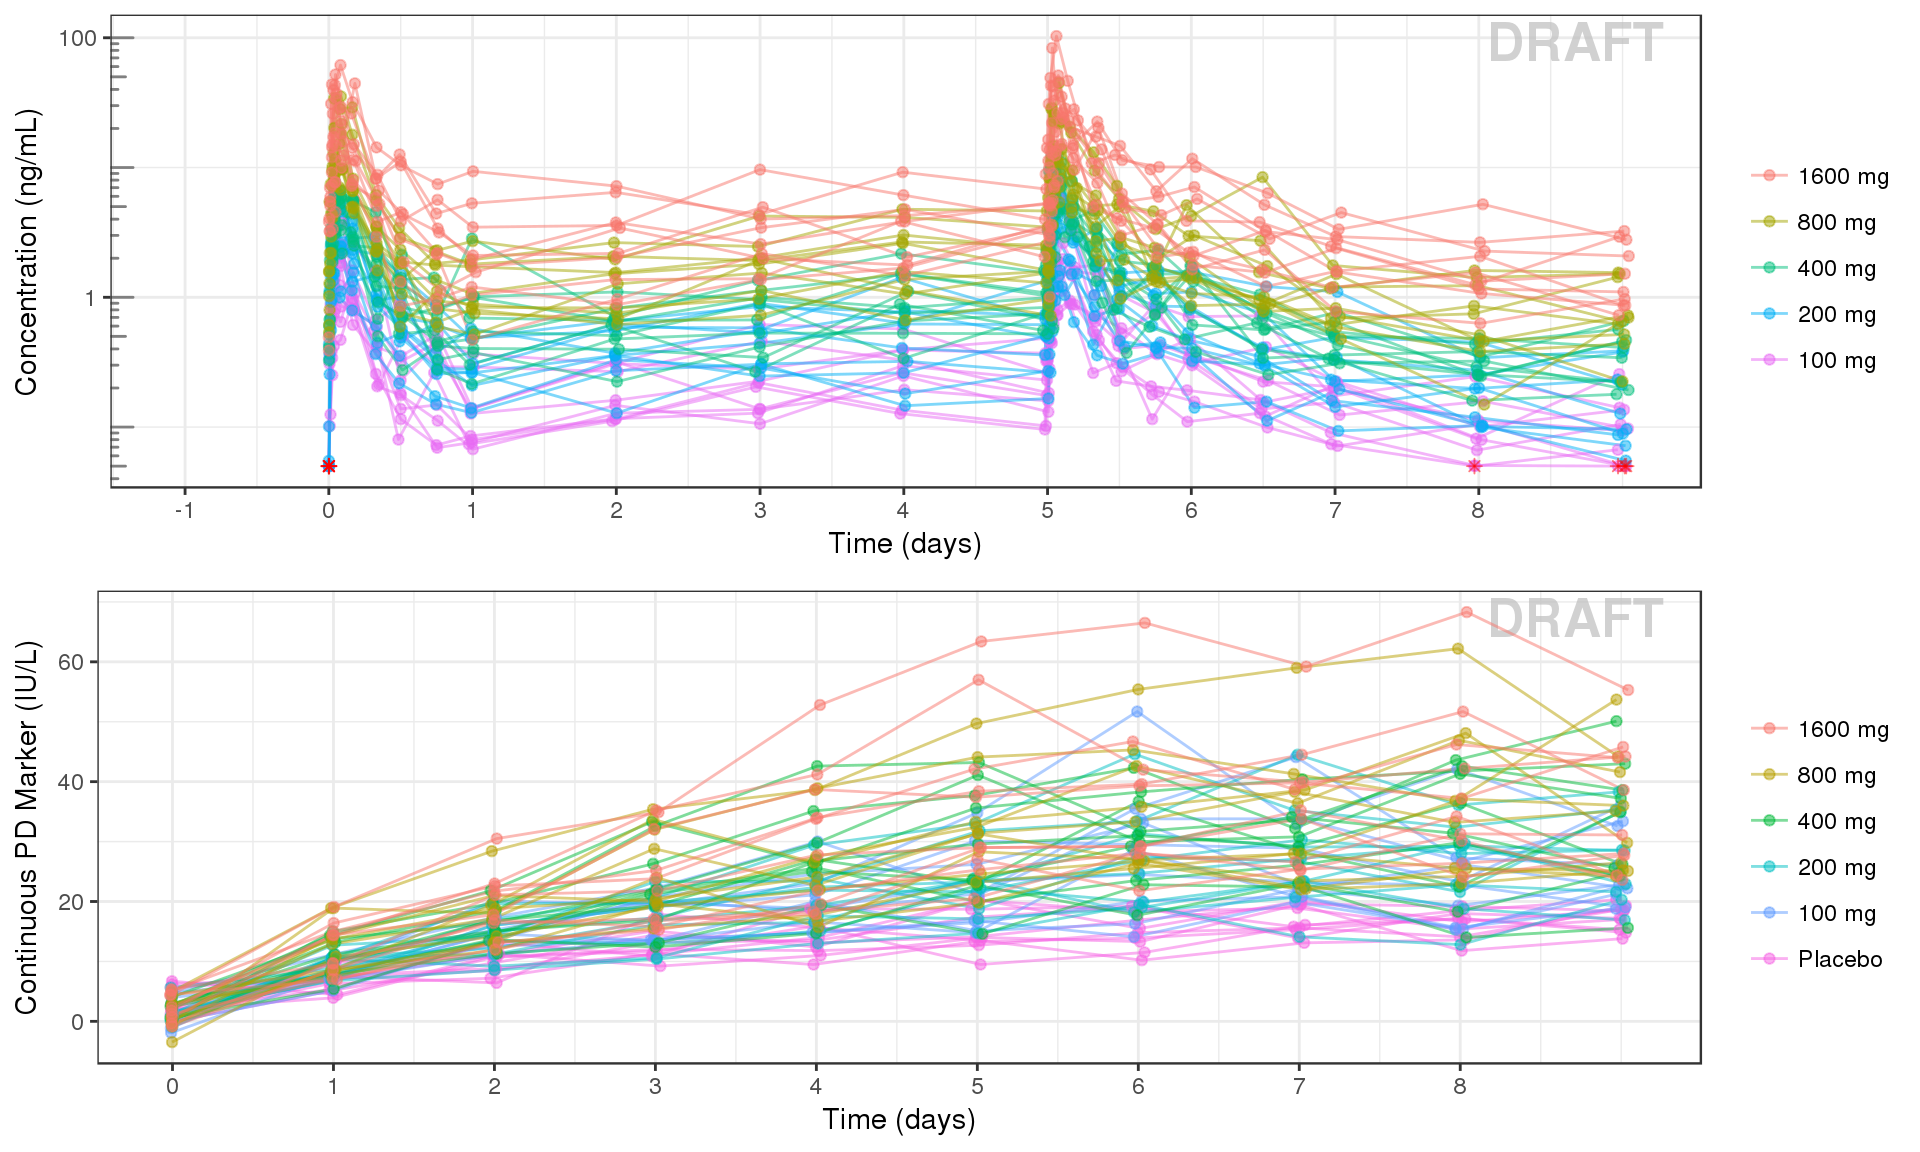 DRAFT
100
1
Concentration (ng/mL)
-1 0 1 2 3 4 5 6 7 8
Time (days)
1600 mg
800 mg
400 mg
200 mg
100 mg
DRAFT
60
40
20
0
Continuous PD Marker (IU/L)
0 1 2 3 4 5 6 7 8
Time (days)
1600 mg
800 mg
400 mg
200 mg
100 mg
Placebo